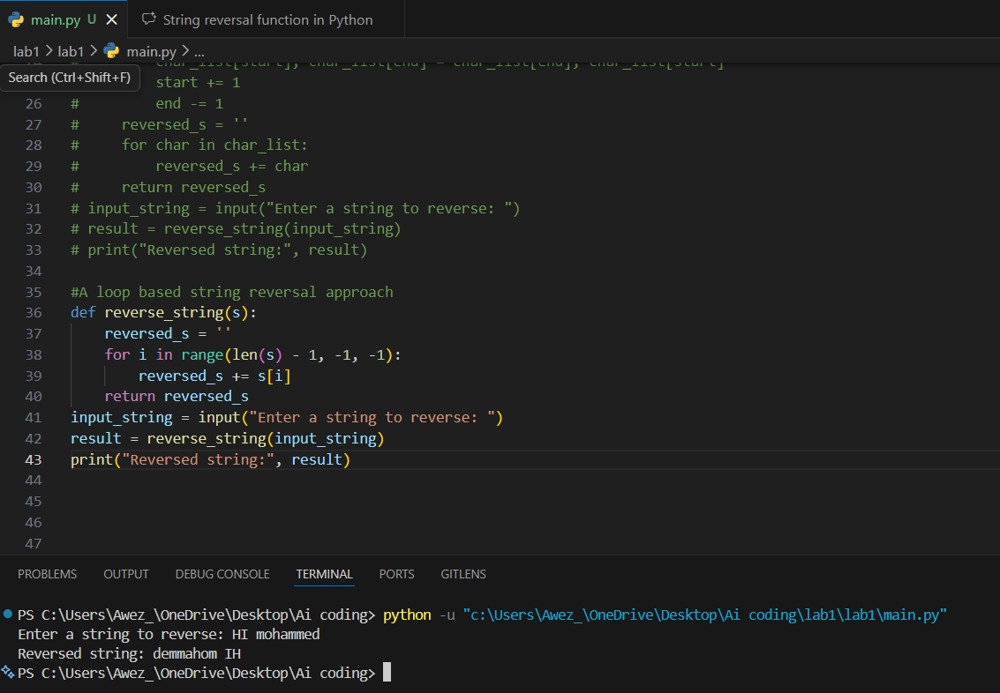 main.py U
String reversal function in Python
lab1 > lab1 > main.py > ...
Search (Ctrl+Shift+F)
# char_list[start], char_list[end] = char_list[end], char_list[start]
start += 1
26 #         end -= 1
27 #     reversed_s = ''
28 #     for char in char_list:
29 #         reversed_s += char
30 #     return reversed_s
31 # input_string = input("Enter a string to reverse: ")
32 # result = reverse_string(input_string)
33 # print("Reversed string:", result)
34
35 #A loop based string reversal approach
36 def reverse_string(s):
37     reversed_s = ''
38     for i in range(len(s) - 1, -1, -1):
39         reversed_s += s[i]
40     return reversed_s
41 input_string = input("Enter a string to reverse: ")
42 result = reverse_string(input_string)
43 print("Reversed string:", result)
44
45
46
47
PROBLEMS OUTPUT DEBUG CONSOLE TERMINAL PORTS GITLENS
PS C:\Users\Awez_\OneDrive\Desktop\Ai coding> python -u "c:\Users\Awez_\OneDrive\Desktop\Ai coding\lab1\lab1\main.py"
Enter a string to reverse: HI mohammed
Reversed string: demmahom IH
PS C:\Users\Awez_\OneDrive\Desktop\Ai coding>